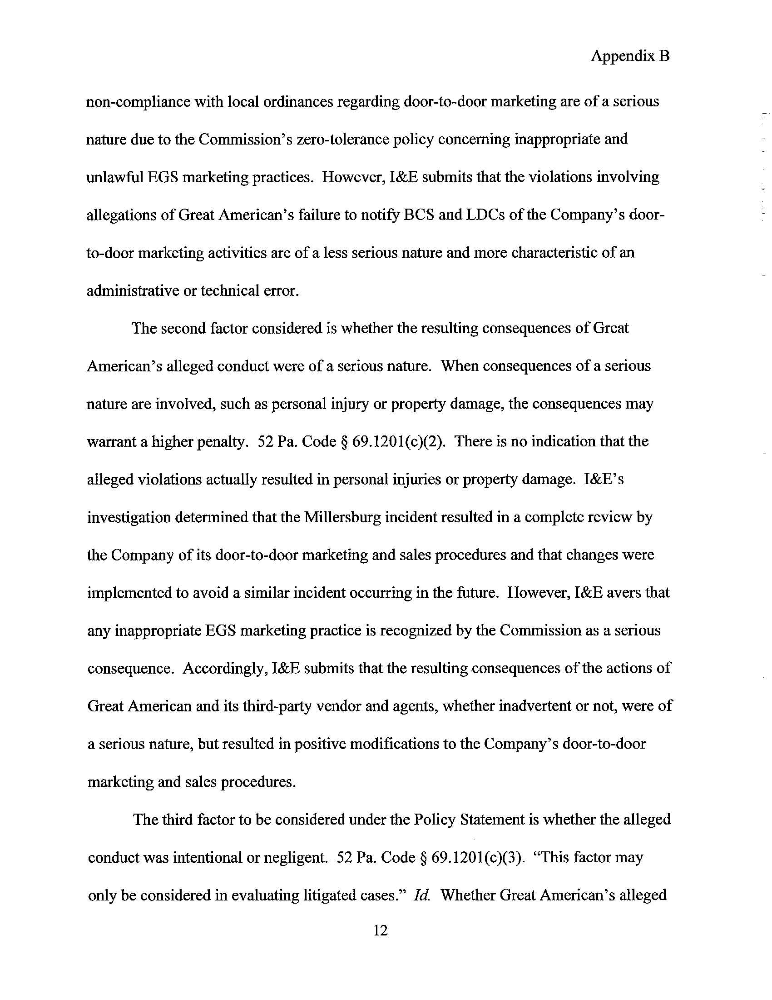 Appendix B
non-compliance with local ordinances regarding door-to-door marketing are of a serious
nature due to the Commission's zero-tolerance policy concerning inappropriate and
unlawful EGS marketing practices. However, I&E submits that the violations involving
allegations of Great American's failure to notify BCS and LDCs of the Company's door-
to-door marketing activities are of a less serious nature and more characteristic of an
administrative or technical error.
The second factor considered is whether the resulting consequences of Great
American's alleged conduct were of a serious nature. When consequences of a serious
nature are involved, such as personal injury or property damage, the consequences may
warrant a higher penalty. 52 Pa. Code § 69.1201(c)(2). There is no indication that the
alleged violations actually resulted in personal injuries or property damage. I&E's
investigation determined that the Millersburg incident resulted in a complete review by
the Company of its door-to-door marketing and sales procedures and that changes were
implemented to avoid a similar incident occurring in the future. However, I&E avers that
any inappropriate EGS marketing practice is recognized by the Commission as a serious
consequence. Accordingly, I&E submits that the resulting consequences of the actions of
Great American and its third-party vendor and agents, whether inadvertent or not, were of
a serious nature, but resulted in positive modifications to the Company's door-to-door
marketing and sales procedures.
The third factor to be considered under the Policy Statement is whether the alleged
conduct was intentional or negligent. 52 Pa. Code § 69.1201(c)(3). “This factor may
only be considered in evaluating litigated cases.” Id. Whether Great American's alleged
12